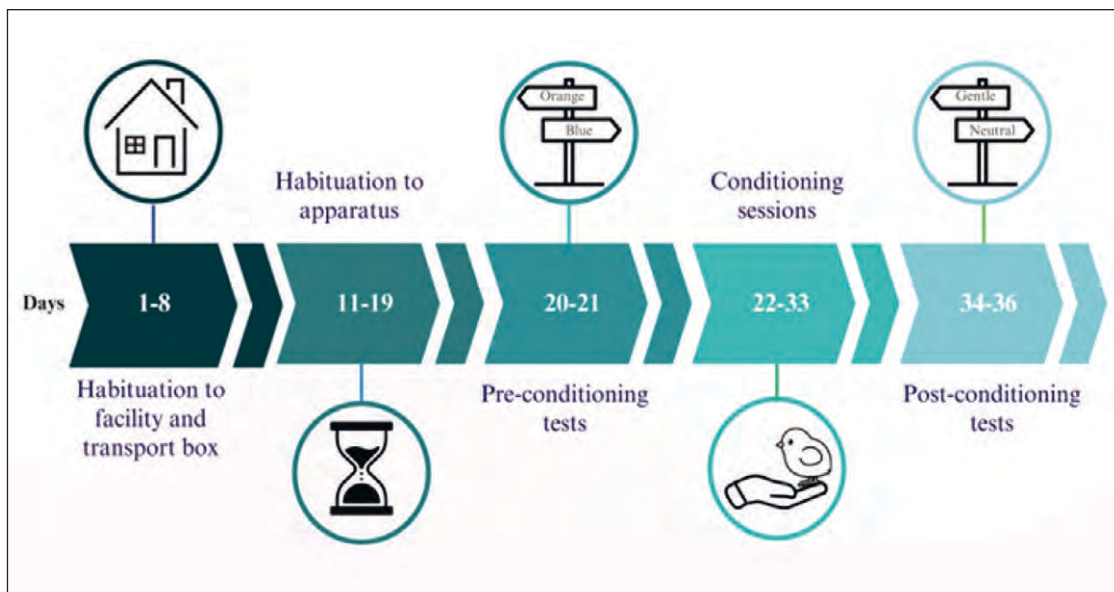 Orange
Blue
Gentle
Neutral
Habituation to
apparatus
Conditioning
sessions
Days
1-8
11-19
20-21
22-33
34-36
Habituation to
facility and
transport box
Pre-conditioning
tests
Post-conditioning
tests